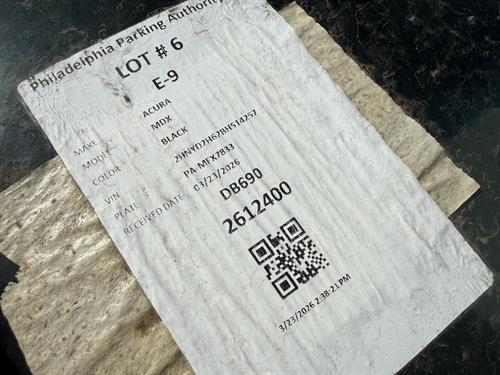 Philadelphia Parking Authority
LOT # 6
E-9
MAKE : ACURA
MODEL : MDX
COLOR : BLACK
VIN : 2HNYD2H67BH514257
PLATE : PA-MFX7833
RECEIVED DATE : 03/23/2026
DB690
2612400
3/23/2026 2:38:21 PM